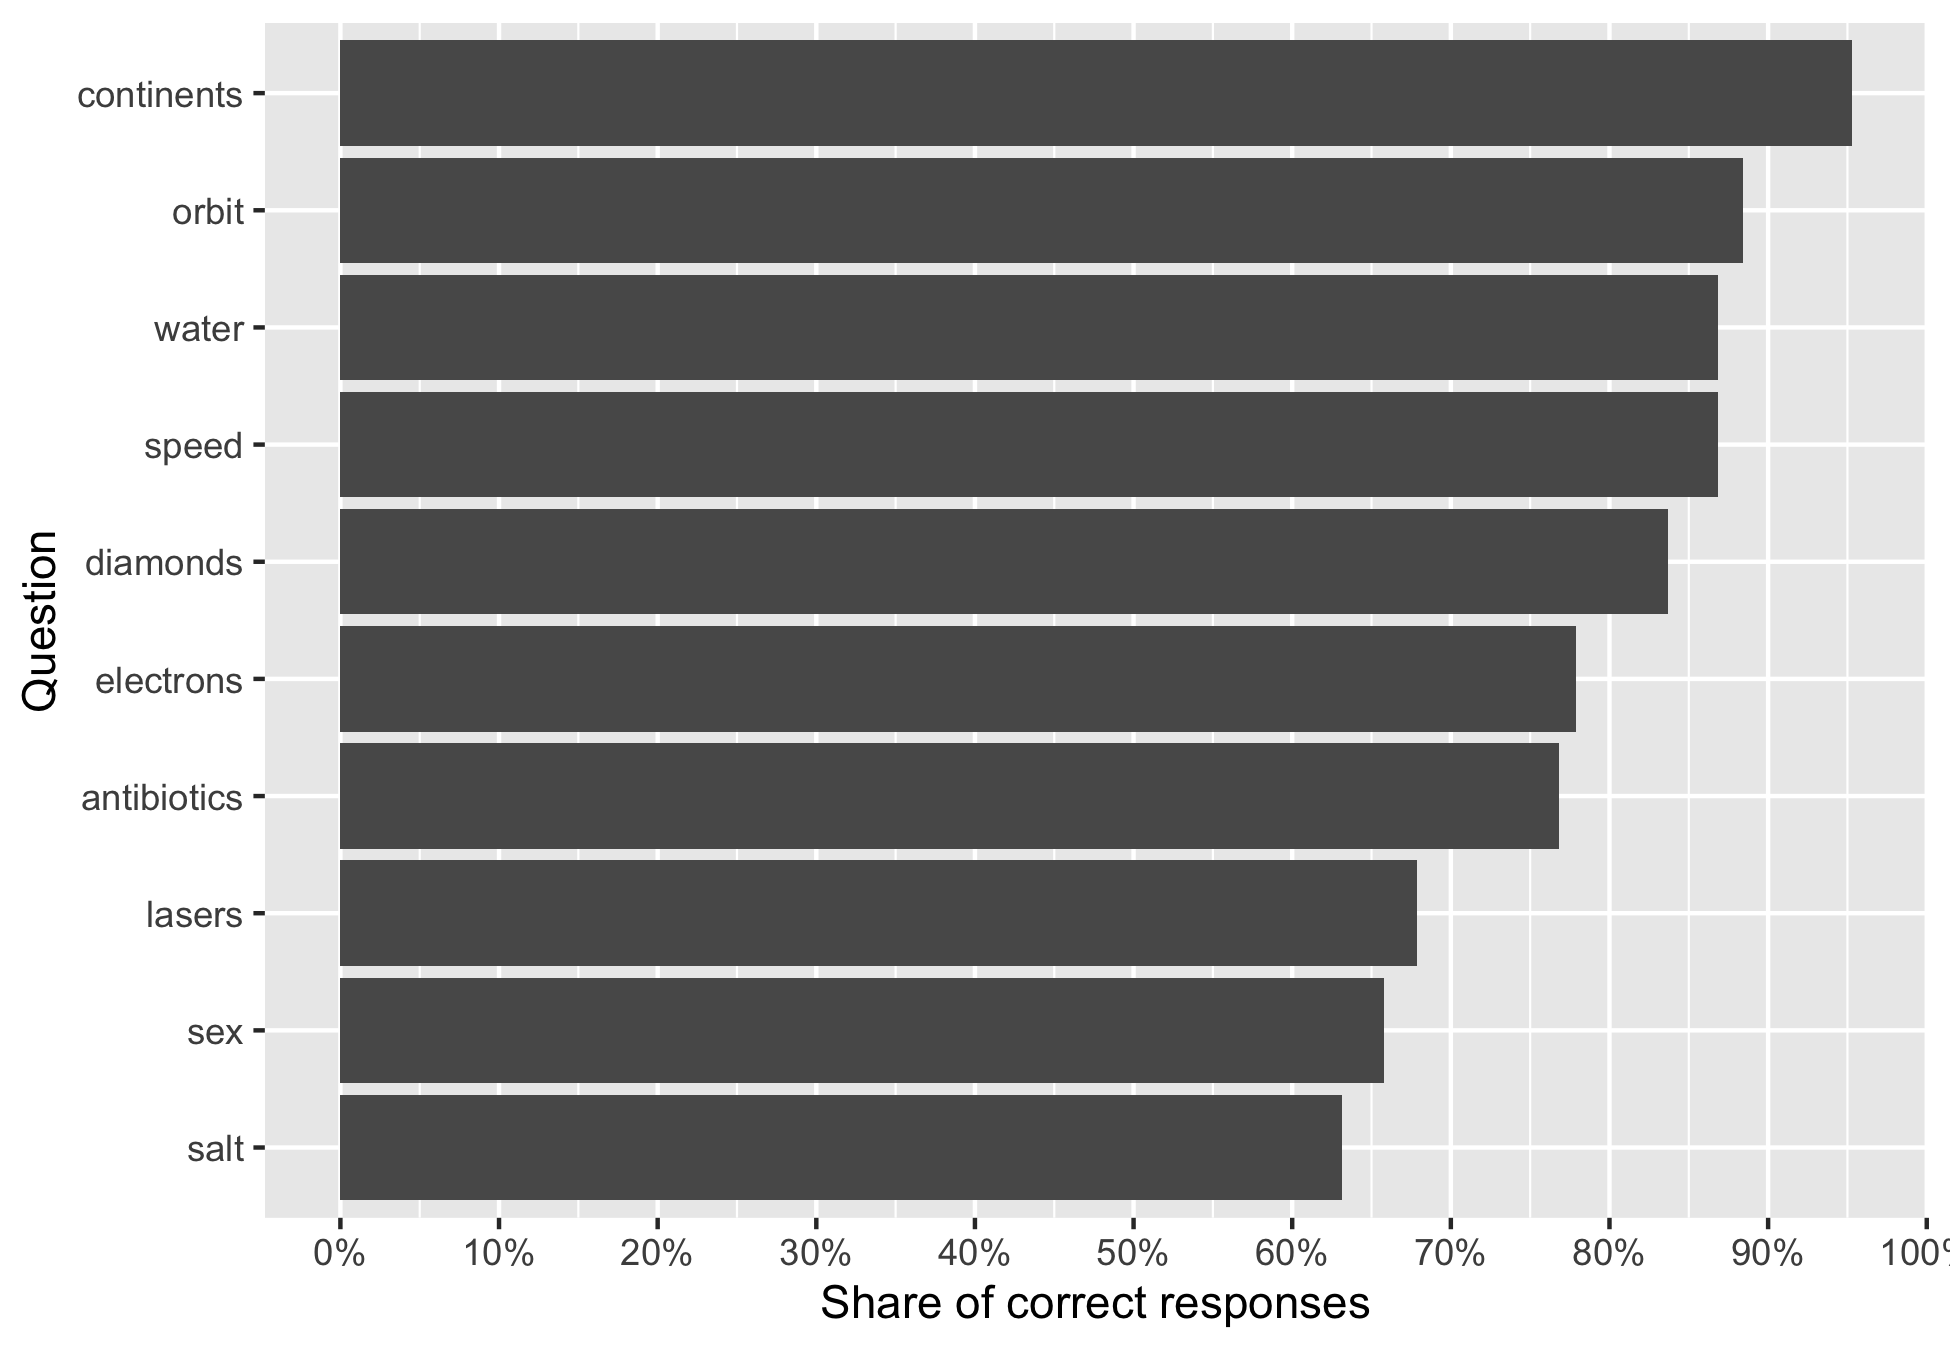 continents
orbit
water
speed
diamonds
electrons
antibiotics
lasers
sex
salt
Question
0% 10% 20% 30% 40% 50% 60% 70% 80% 90% 100%
Share of correct responses